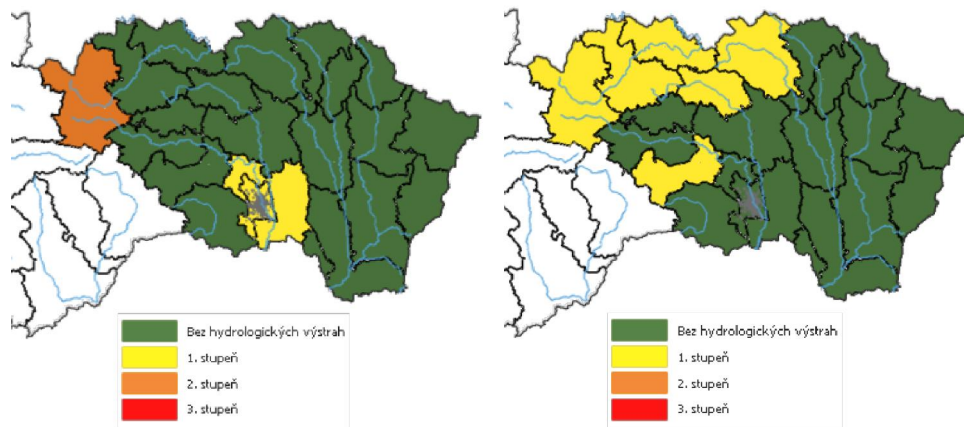 Bez hydrologických výstrah
1. stupeň
2. stupeň
3. stupeň
Bez hydrologických výstrah
1. stupeň
2. stupeň
3. stupeň